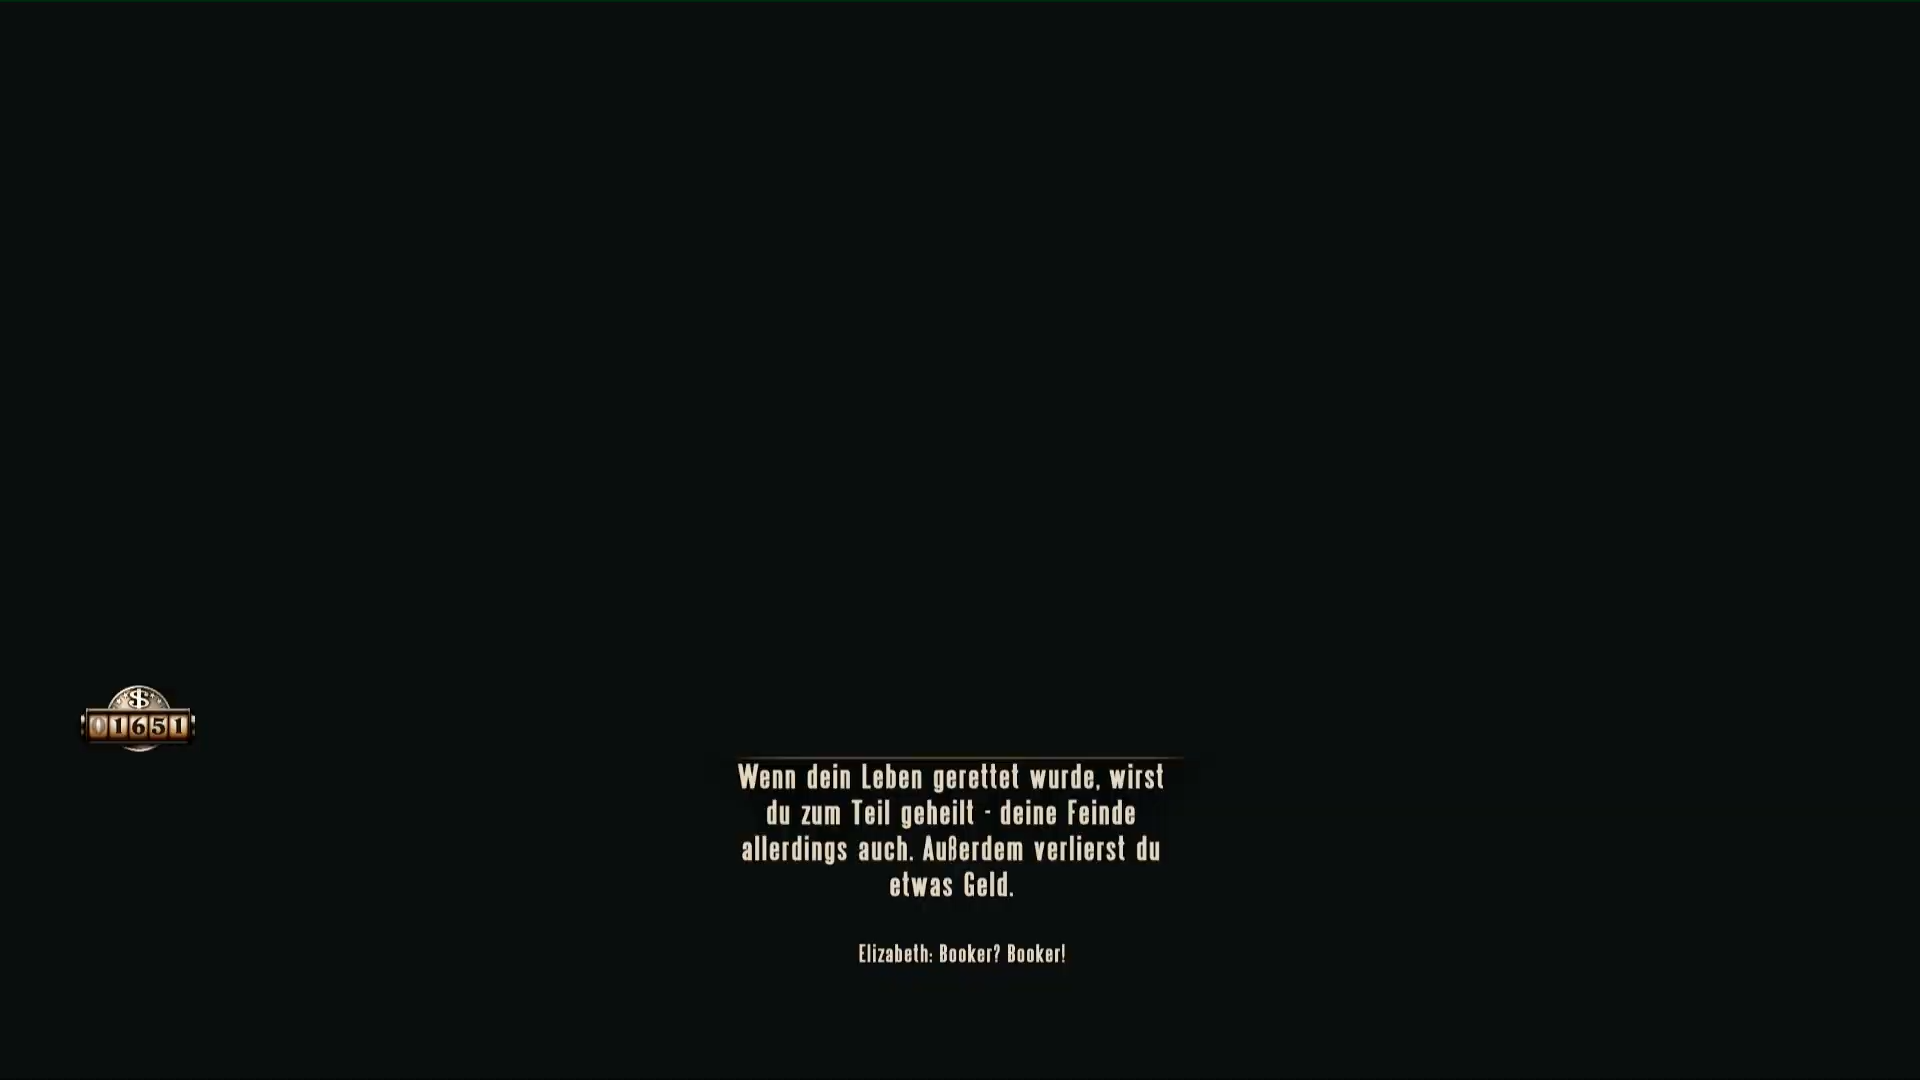 $
01651
Wenn dein Leben gerettet wurde, wirst
du zum Teil geheilt - deine Feinde
allerdings auch. Außerdem verlierst du
etwas Geld.
Elizabeth: Booker? Booker!